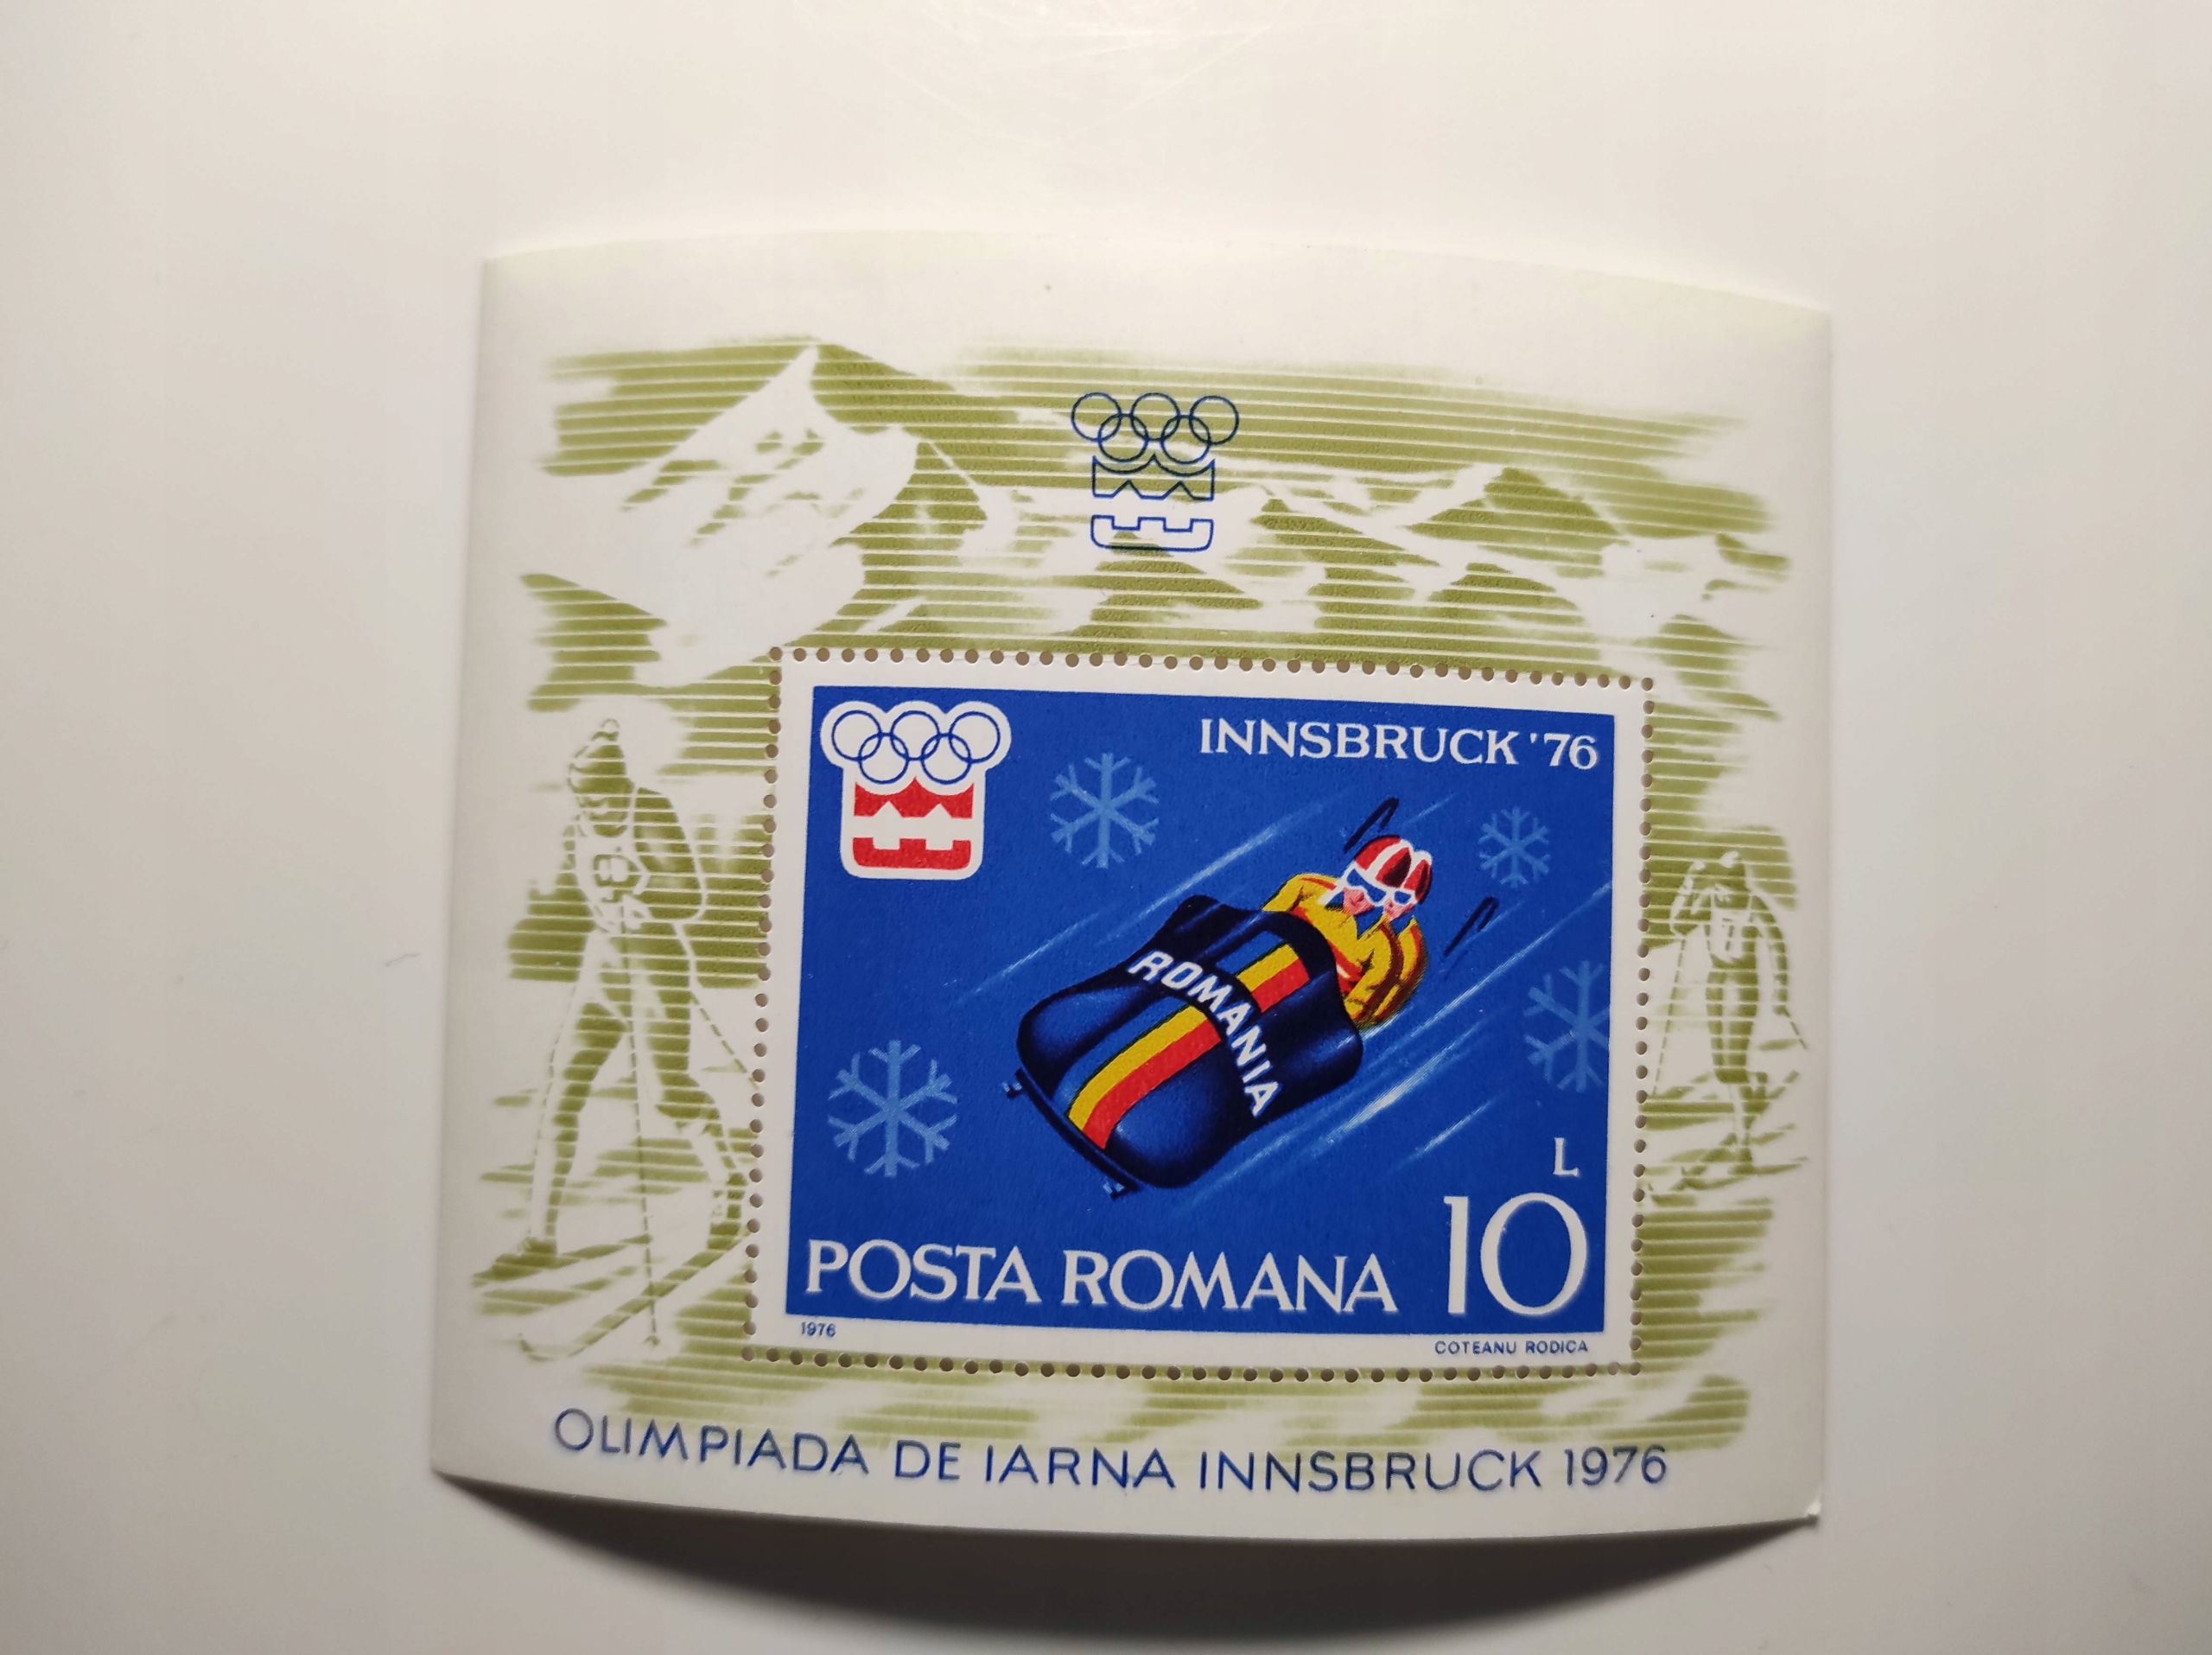 INNSBRUCK '76
ROMANIA
L
10
POSTA ROMANA
1976
COTEANU RODICA
OLIMPIADA DE IARNA INNSBRUCK 1976